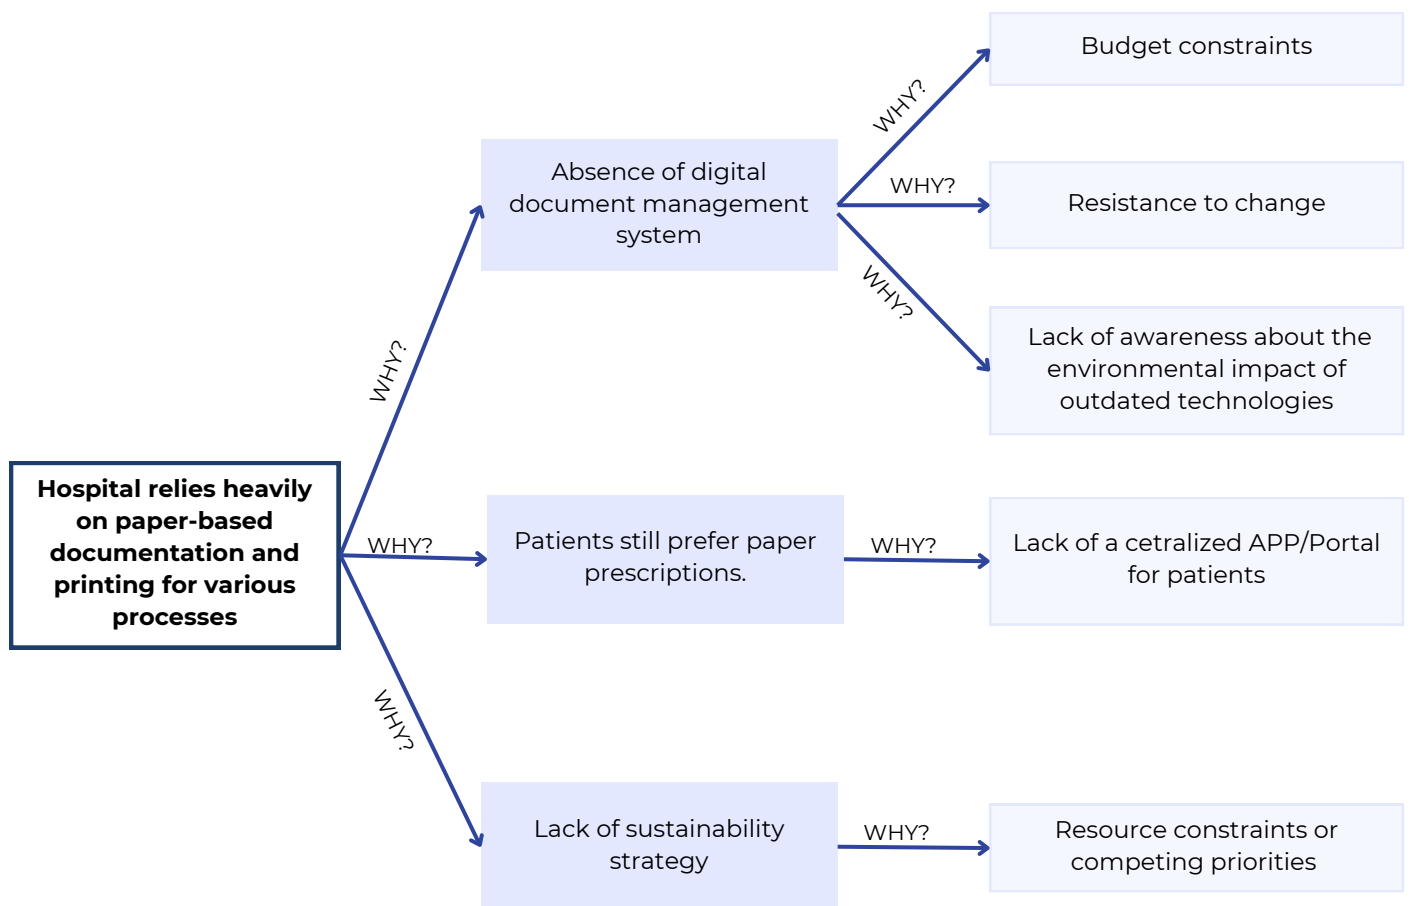 Hospital relies heavily
on paper-based
documentation and
printing for various
processes
WHY?
Absence of digital
document management
system
WHY?
Budget constraints
WHY?
Resistance to change
WHY?
Lack of awareness about the
environmental impact of
outdated technologies
WHY?
Patients still prefer paper
prescriptions.
WHY?
Lack of a cetralized APP/Portal
for patients
WHY?
Lack of sustainability
strategy
WHY?
Resource constraints or
competing priorities